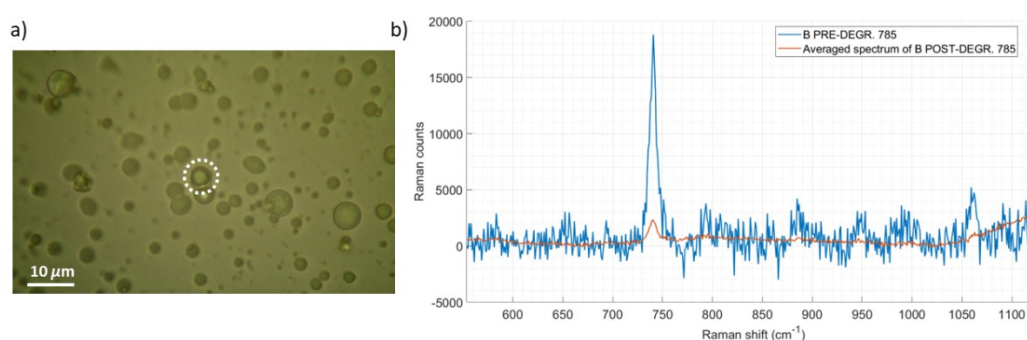 a)
10 μm
b)
20000
15000
10000
5000
0
-5000
Raman counts
B PRE-DEGR. 785
Averaged spectrum of B POST-DEGR. 785
600 650 700 750 800 850 900 950 1000 1050 1100
Raman shift (cm⁻¹)